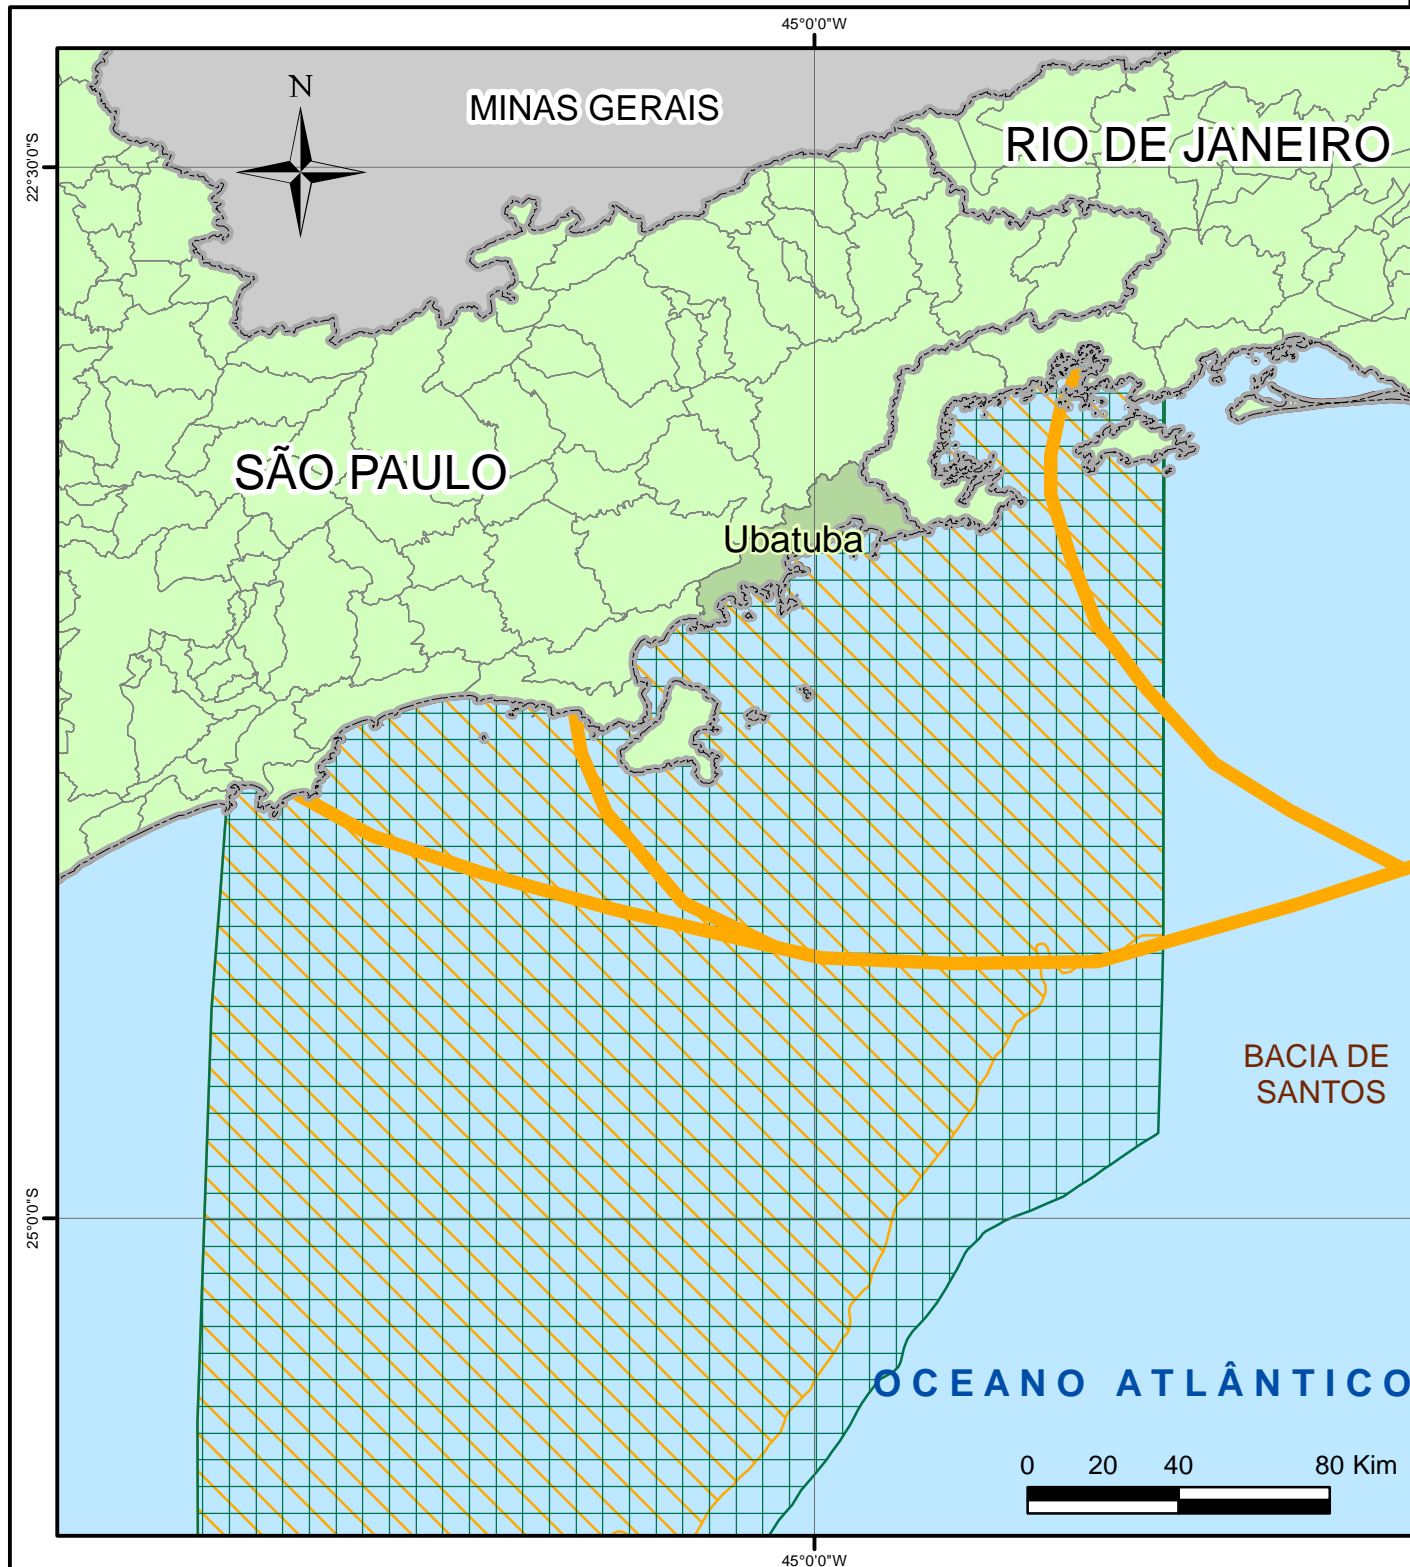 45°0'0"W
N
MINAS GERAIS
RIO DE JANEIRO
22°30'0"S
SÃO PAULO
Ubatuba
BACIA DE
SANTOS
25°0'0"S
OCEANO ATLÂNTICO
0 20 40 80 Kim
45°0'0"W